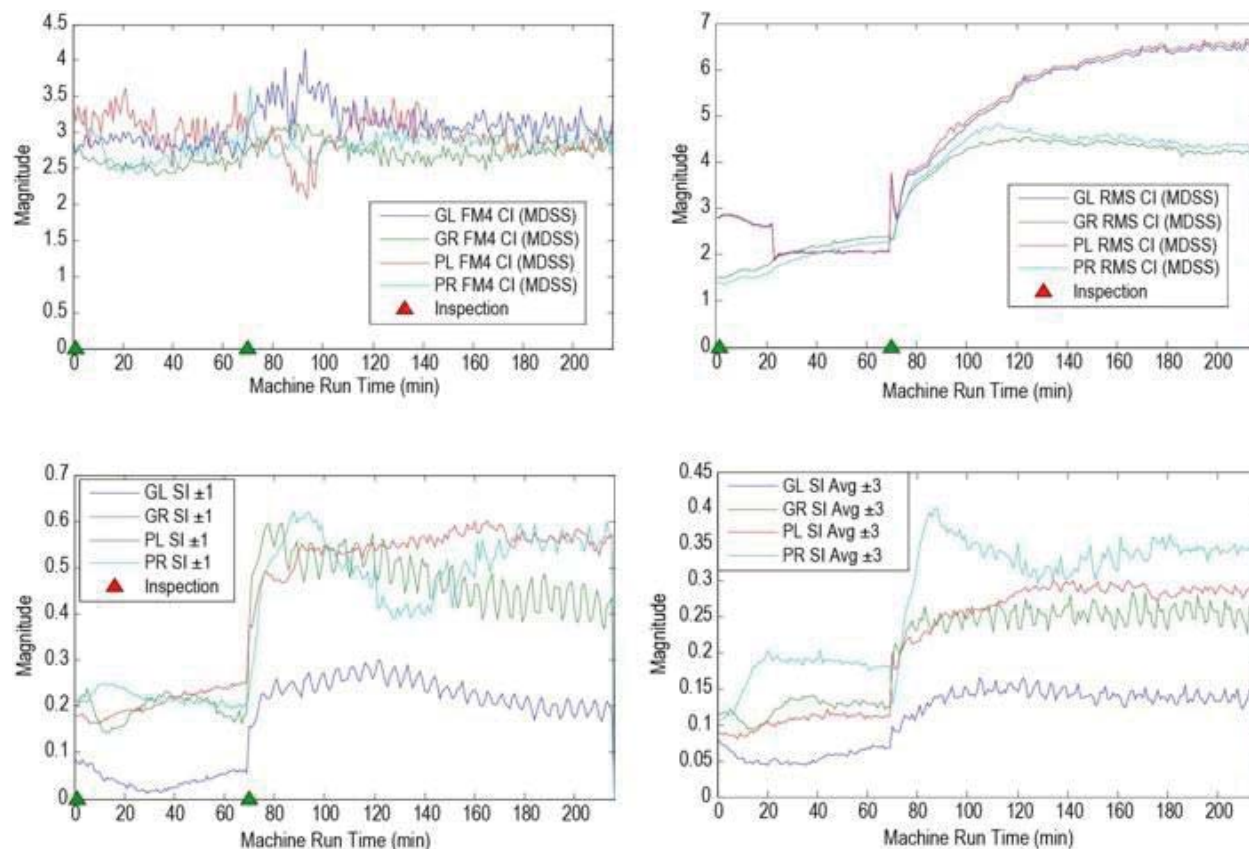 4.5
4
3.5
3
2.5
2
1.5
1
0.5
0
Magnitude
GL FM4 CI (MDSS)
GR FM4 CI (MDSS)
PL FM4 CI (MDSS)
PR FM4 CI (MDSS)
Inspection
0 20 40 60 80 100 120 140 160 180 200
Machine Run Time (min)
7
6
5
4
3
2
1
0
Magnitude
GL RMS CI (MDSS)
GR RMS CI (MDSS)
PL RMS CI (MDSS)
PR RMS CI (MDSS)
Inspection
0 20 40 60 80 100 120 140 160 180 200
Machine Run Time (min)
0.7
0.6
0.5
0.4
0.3
0.2
0.1
0
Magnitude
GL SI ±1
GR SI ±1
PL SI ±1
PR SI ±1
Inspection
0 20 40 60 80 100 120 140 160 180 200
Machine Run Time (min)
0.45
0.4
0.35
0.3
0.25
0.2
0.15
0.1
0.05
0
Magnitude
GL SI Avg ±3
GR SI Avg ±3
PL SI Avg ±3
PR SI Avg ±3
0 20 40 60 80 100 120 140 160 180 200
Machine Run Time (min)